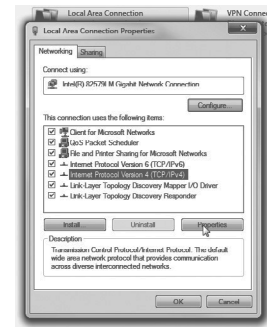 Local Area Connection
VPN Conne
Local Area Connection Properties
Networking
Sharing
Connect using:
Intel(R) 82579LM Gigabit Network Connection
Configure...
This connection uses the following items:
Client for Microsoft Networks
QoS Packet Scheduler
File and Printer Sharing for Microsoft Networks
Internet Protocol Version 6 (TCP/IPv6)
Internet Protocol Version 4 (TCP/IPv4)
Link-Layer Topology Discovery Mapper I/O Driver
Link-Layer Topology Discovery Responder
Install...
Uninstall
Properties
Description
Transmission Control Protocol/Internet Protocol. The default
wide area network protocol that provides communication
across diverse interconnected networks.
OK
Cancel